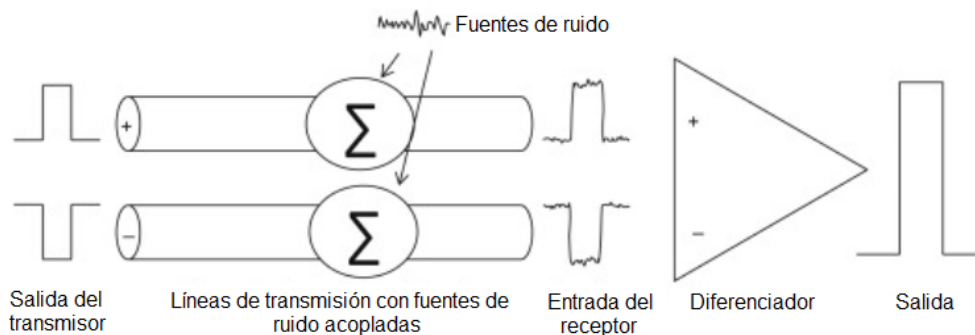 Fuentes de ruido
+
Σ
+
−
Σ
−
Salida del
transmisor
Líneas de transmisión con fuentes de
ruido acopladas
Entrada del
receptor
Diferenciador
Salida